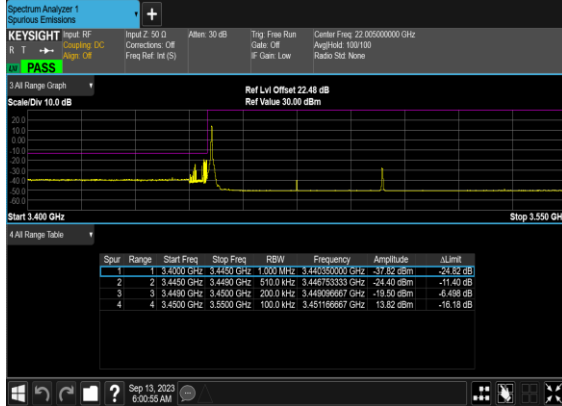 Spectrum Analyzer 1
Spurious Emissions
+
KEYSIGHT
R T
PASS
Input: RF
Coupling: DC
Align: Off
Input Z: 50 Ω
Corrections: Off
Freq Ref: Int (S)
Atten: 30 dB
Trig: Free Run
Gate: Off
IF Gain: Low
Center Freq: 22.005000000 GHz
Avg|Hold: 100/100
Radio Std: None
3 All Range Graph
Scale/Div 10.0 dB
Ref Lvl Offset 22.48 dB
Ref Value 30.00 dBm
20.0
10.0
0.00
-10.0
-20.0
-30.0
-40.0
-50.0
-60.0
Start 3.400 GHz
Stop 3.550 GH
4 All Range Table
Spur Range Start Freq Stop Freq RBW Frequency Amplitude ΔLimit
1 1 3.4000 GHz 3.4450 GHz 1.000 MHz 3.440350000 GHz -37.82 dBm -24.82 dB
2 2 3.4450 GHz 3.4490 GHz 510.0 kHz 3.446753333 GHz -24.40 dBm -11.40 dB
3 3 3.4490 GHz 3.4500 GHz 200.0 kHz 3.449096667 GHz -19.50 dBm -6.498 dB
4 4 3.4500 GHz 3.5500 GHz 100.0 kHz 3.451166667 GHz 13.82 dBm -16.18 dB
?
Sep 13, 2023
6:00:55 AM